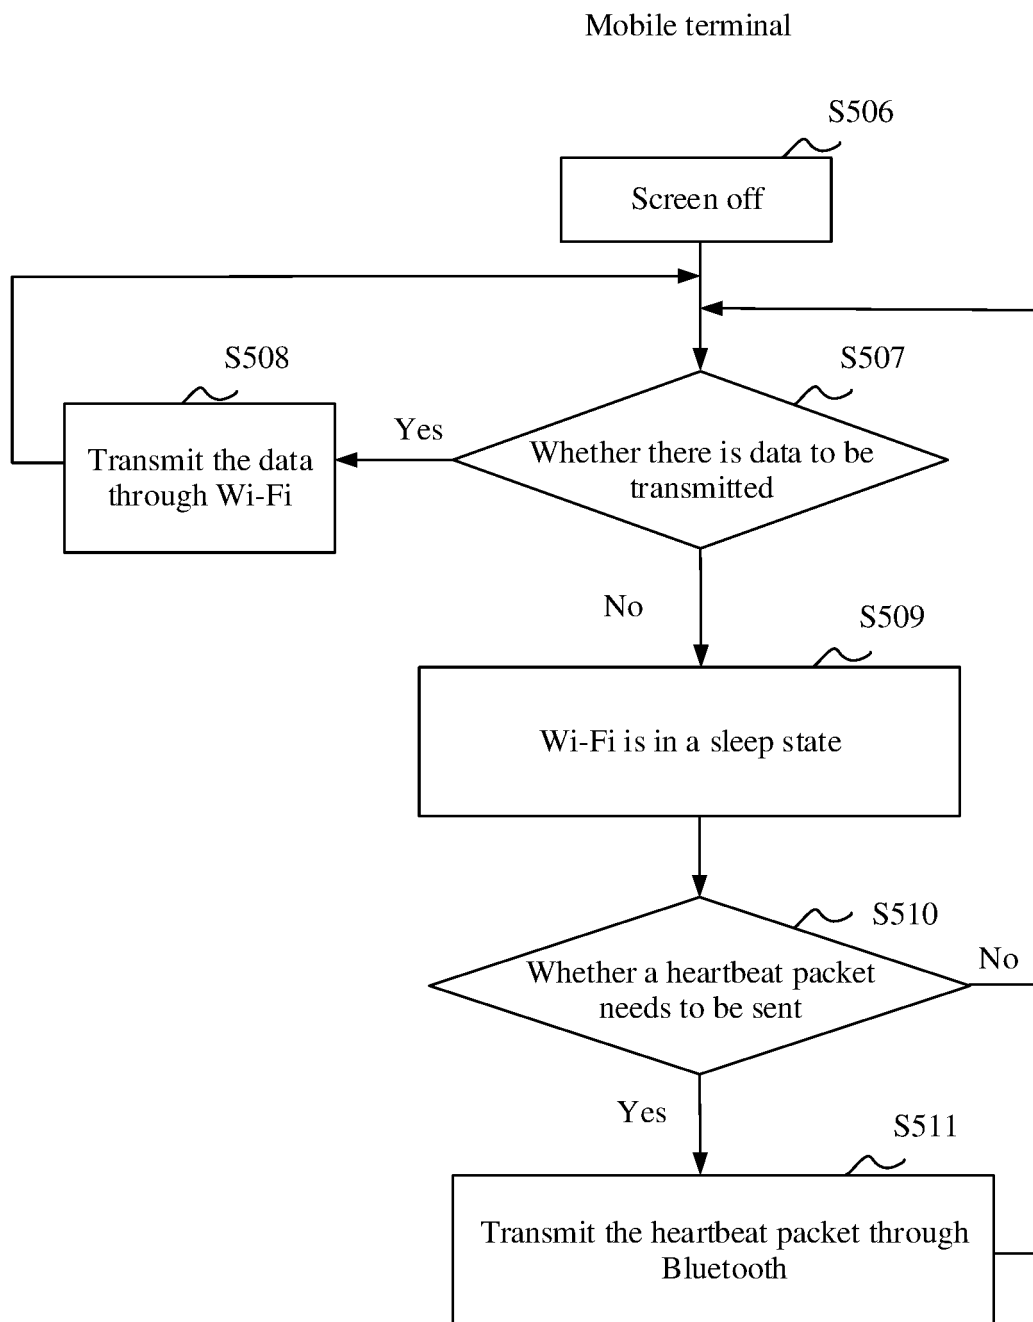 Mobile terminal
S506
Screen off
S508
S507
Yes
Transmit the data
through Wi-Fi
Whether there is data to be
transmitted
No
S509
Wi-Fi is in a sleep state
S510
Whether a heartbeat packet
needs to be sent
No
Yes
S511
Transmit the heartbeat packet through
Bluetooth